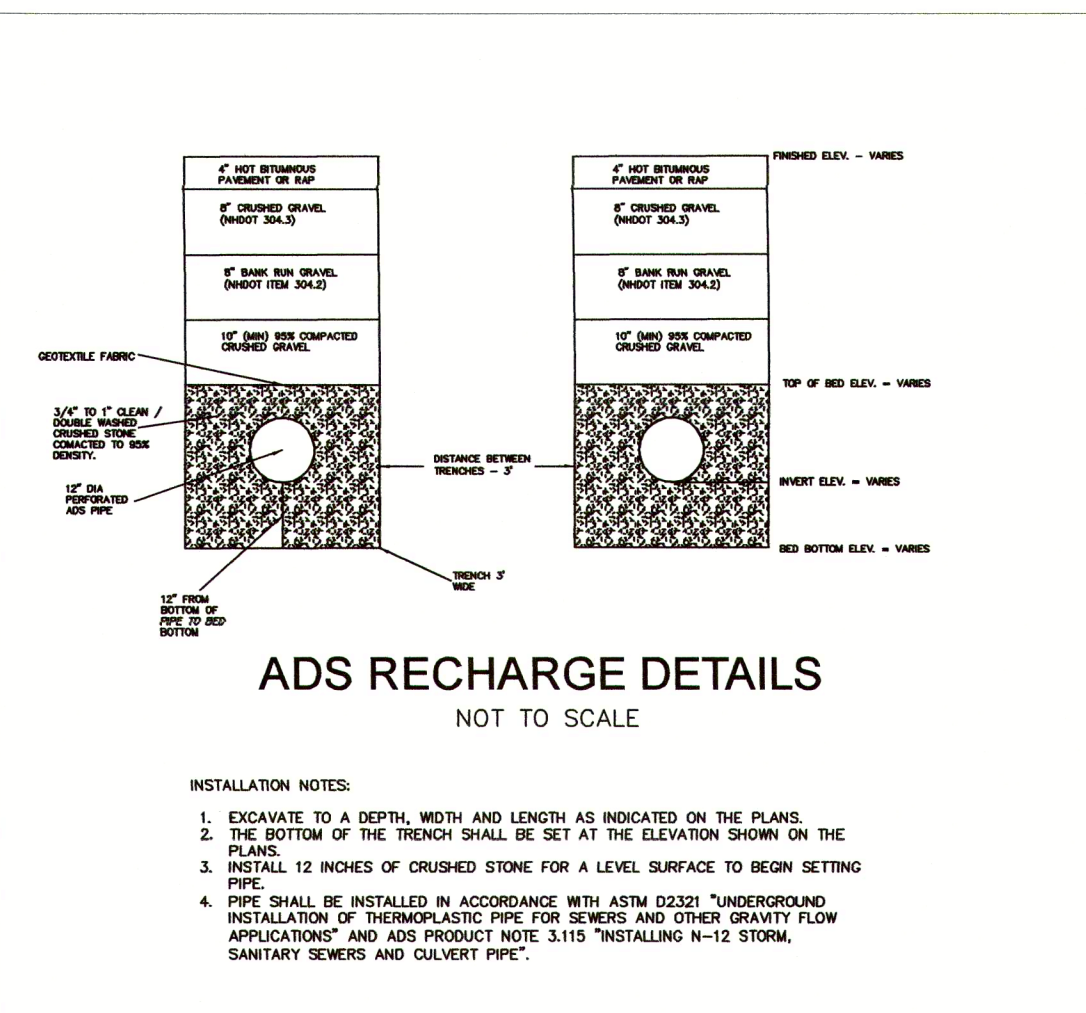 4" HOT BITUMNOUS
PAVEMENT OR RAP
8" CRUSHED GRAVEL
(NHDOT 304.3)
8" BANK RUN GRAVEL
(NHDOT ITEM 304.2)
10" (MIN) 95% COMPACTED
CRUSHED GRAVEL
GEOTEXTILE FABRIC
3/4" TO 1" CLEAN /
DOUBLE WASHED
CRUSHED STONE
COMACTED TO 95%
DENSITY.
12" DIA
PERFORATED
ADS PIPE
12" FROM
BOTTOM OF
PIPE TO BED
BOTTOM
TRENCH 3'
WIDE
DISTANCE BETWEEN
TRENCHES - 3'
4" HOT BITUMNOUS
PAVEMENT OR RAP
8" CRUSHED GRAVEL
(NHDOT 304.3)
8" BANK RUN GRAVEL
(NHDOT ITEM 304.2)
10" (MIN) 95% COMPACTED
CRUSHED GRAVEL
FINISHED ELEV. - VARIES
TOP OF BED ELEV. = VARIES
INVERT ELEV. = VARIES
BED BOTTOM ELEV. = VARIES
ADS RECHARGE DETAILS
NOT TO SCALE
INSTALLATION NOTES:
1. EXCAVATE TO A DEPTH, WIDTH AND LENGTH AS INDICATED ON THE PLANS.
2. THE BOTTOM OF THE TRENCH SHALL BE SET AT THE ELEVATION SHOWN ON THE
PLANS.
3. INSTALL 12 INCHES OF CRUSHED STONE FOR A LEVEL SURFACE TO BEGIN SETTING
PIPE.
4. PIPE SHALL BE INSTALLED IN ACCORDANCE WITH ASTM D2321 "UNDERGROUND
INSTALLATION OF THERMOPLASTIC PIPE FOR SEWERS AND OTHER GRAVITY FLOW
APPLICATIONS" AND ADS PRODUCT NOTE 3.115 "INSTALLING N-12 STORM,
SANITARY SEWERS AND CULVERT PIPE".